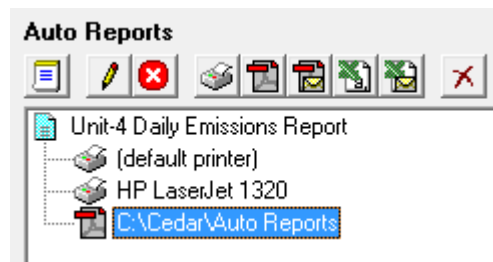 Auto Reports
Unit-4 Daily Emissions Report
(default printer)
HP LaserJet 1320
C:\Cedar\Auto Reports